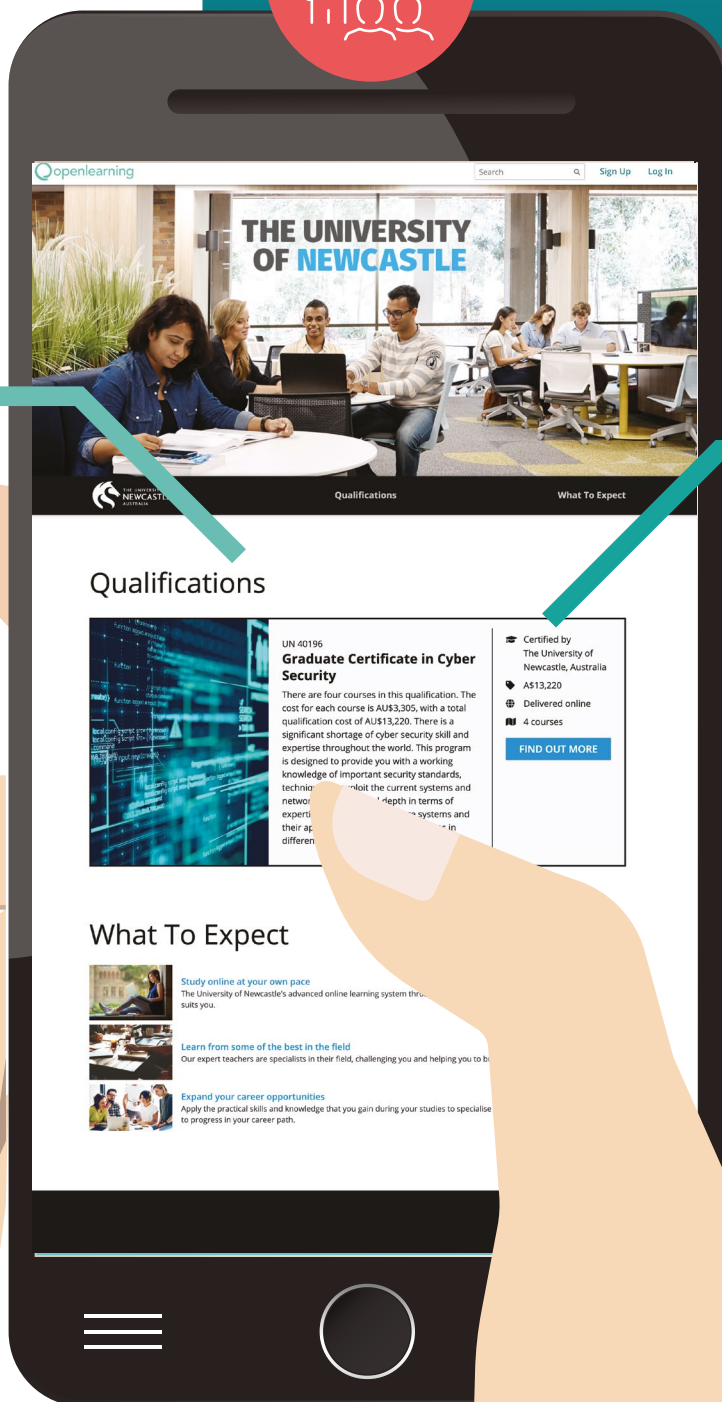 openlearning
Search
Sign Up
Log In
THE UNIVERSITY
OF NEWCASTLE
THE UNIVERSITY
NEWCASTLE
AUSTRALIA
Qualifications
What To Expect
Qualifications
UN 40196
Graduate Certificate in Cyber
Security
There are four courses in this qualification. The
cost for each course is AU$3,305, with a total
qualification cost of AU$13,220. There is a
significant shortage of cyber security skill and
expertise throughout the world. This program
is designed to provide you with a working
knowledge of important security standards,
the current systems and
depth in terms of
systems and
their
in
Certified by
The University of
Newcastle, Australia
A$13,220
Delivered online
4 courses
FIND OUT MORE
What To Expect
Study online at your own pace
The University of Newcastle's advanced online learning system
suits you.
Learn from some of the best in the field
Our expert teachers are specialists in their field, challenging you and helping you to
Expand your career opportunities
Apply the practical skills and knowledge that you gain during your studies to specialise
to progress in your career path.